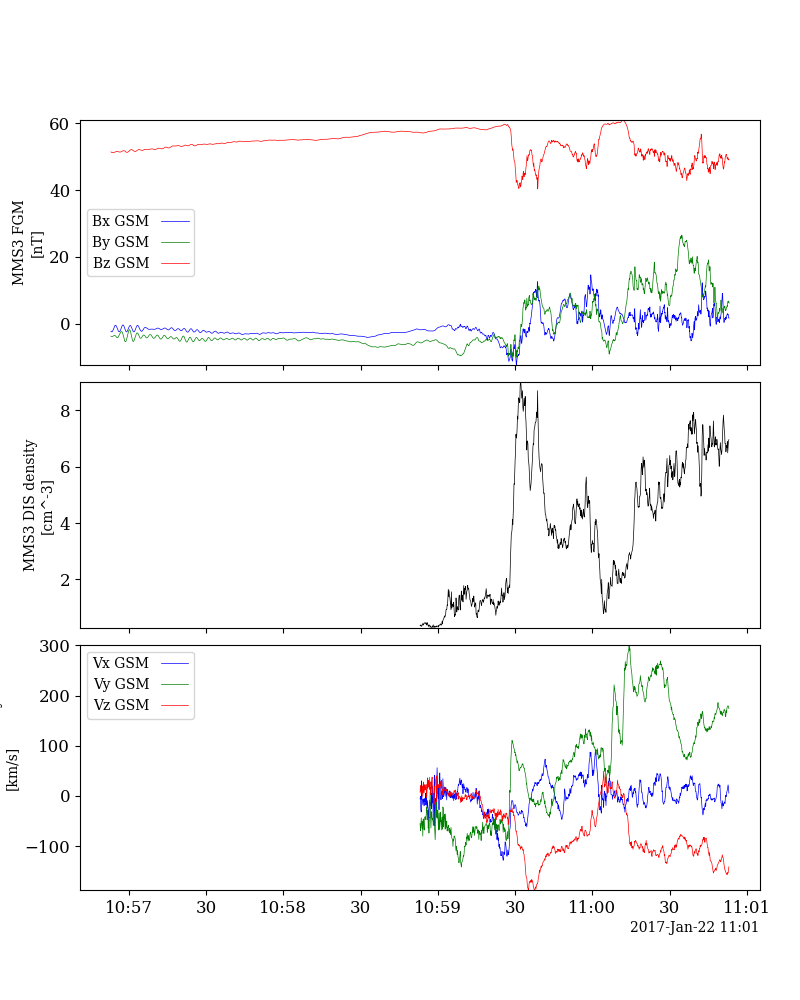 60
40
20
0
MMS3 FGM
[nT]
Bx GSM
By GSM
Bz GSM
8
6
4
2
MMS3 DIS density
[cm^-3]
300
200
100
0
−100
[km/s]
Vx GSM
Vy GSM
Vz GSM
10:57 30 10:58 30 10:59 30 11:00 30 11:01
2017-Jan-22 11:01